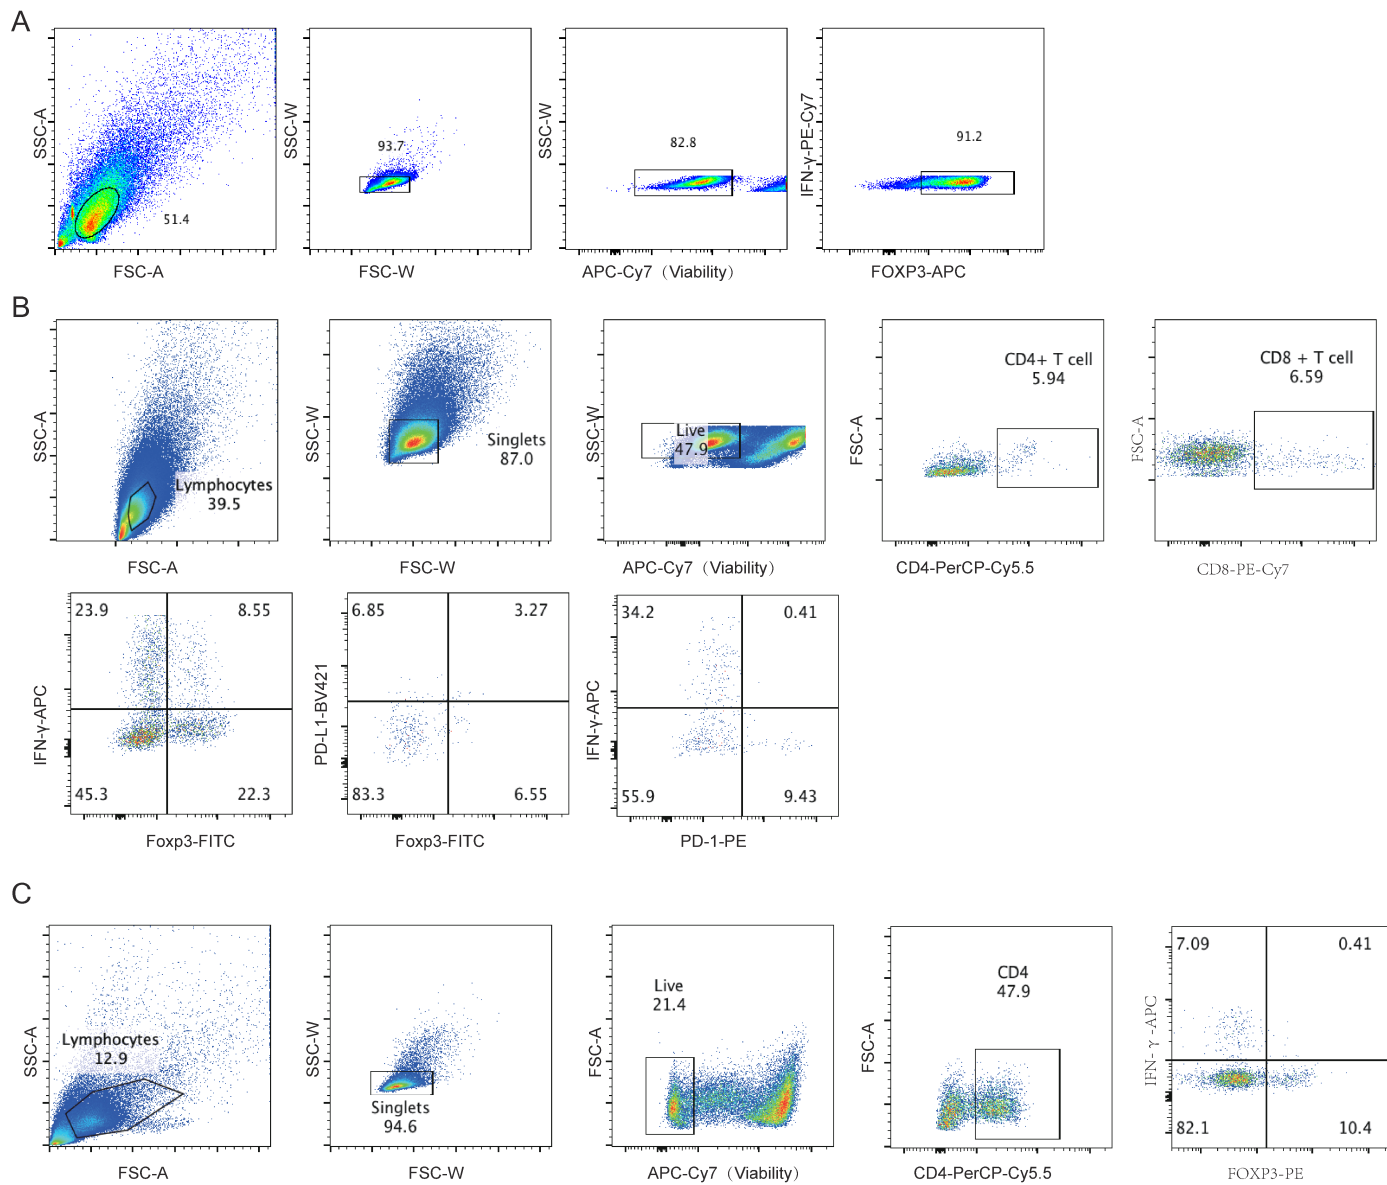 A
SSC-A
51.4
FSC-A
SSC-W
93.7
FSC-W
SSC-W
82.8
APC-Cy7（Viability）
IFN-γ-PE-Cy7
91.2
FOXP3-APC
B
SSC-A
Lymphocytes
39.5
FSC-A
SSC-W
Singlets
87.0
FSC-W
SSC-W
Live
47.9
APC-Cy7（Viability）
FSC-A
CD4+ T cell
5.94
CD4-PerCP-Cy5.5
FSC-A
CD8 + T cell
6.59
CD8-PE-Cy7
IFN-γ-APC
23.9 8.55
45.3 22.3
Foxp3-FITC
PD-L1-BV421
6.85 3.27
83.3 6.55
Foxp3-FITC
IFN-γ-APC
34.2 0.41
55.9 9.43
PD-1-PE
C
SSC-A
Lymphocytes
12.9
FSC-A
SSC-W
Singlets
94.6
FSC-W
FSC-A
Live
21.4
APC-Cy7（Viability）
FSC-A
CD4
47.9
CD4-PerCP-Cy5.5
IFN- γ -APC
7.09 0.41
82.1 10.4
FOXP3-PE